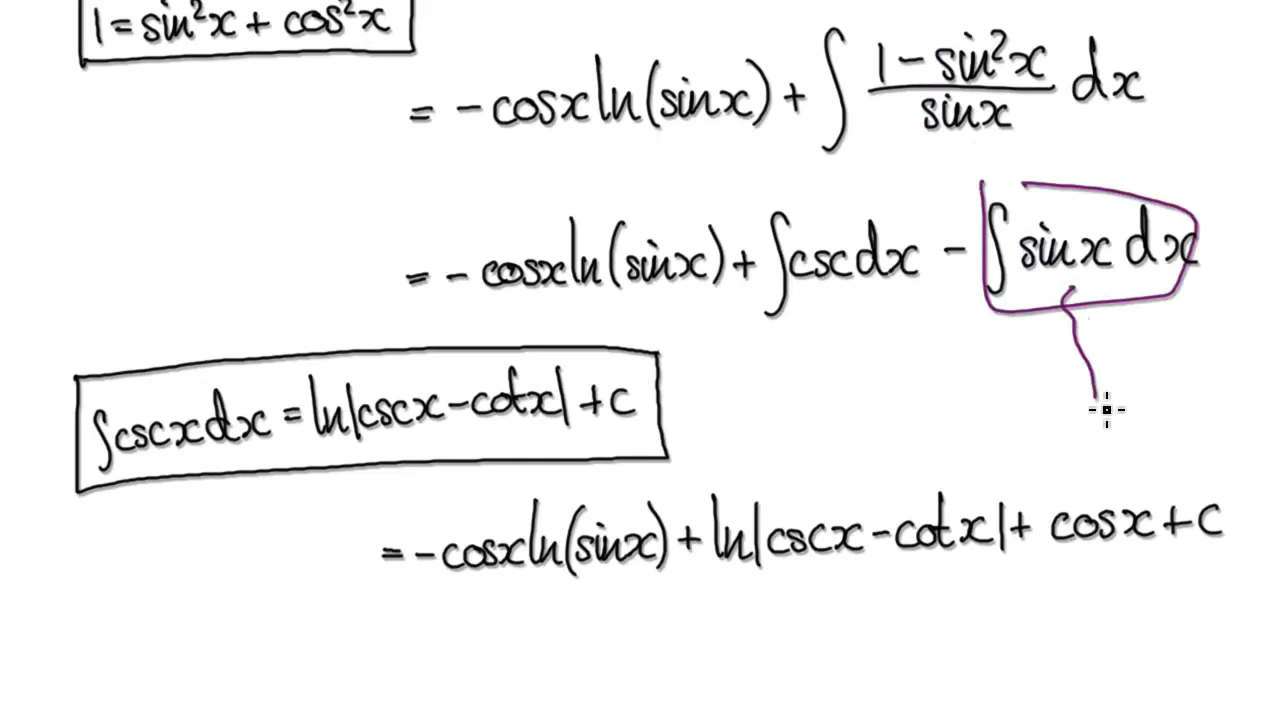 1 = sin²x + cos²x
= - cosx ln(sinx) + ∫ (1 - sin²x)/(sinx) dx
= - cosx ln(sinx) + ∫cscdx - ∫ sinx dx
∫cscxdx = ln|cscx - cotx| + c
= - cosx ln(sinx) + ln|cscx - cotx| + cosx + c